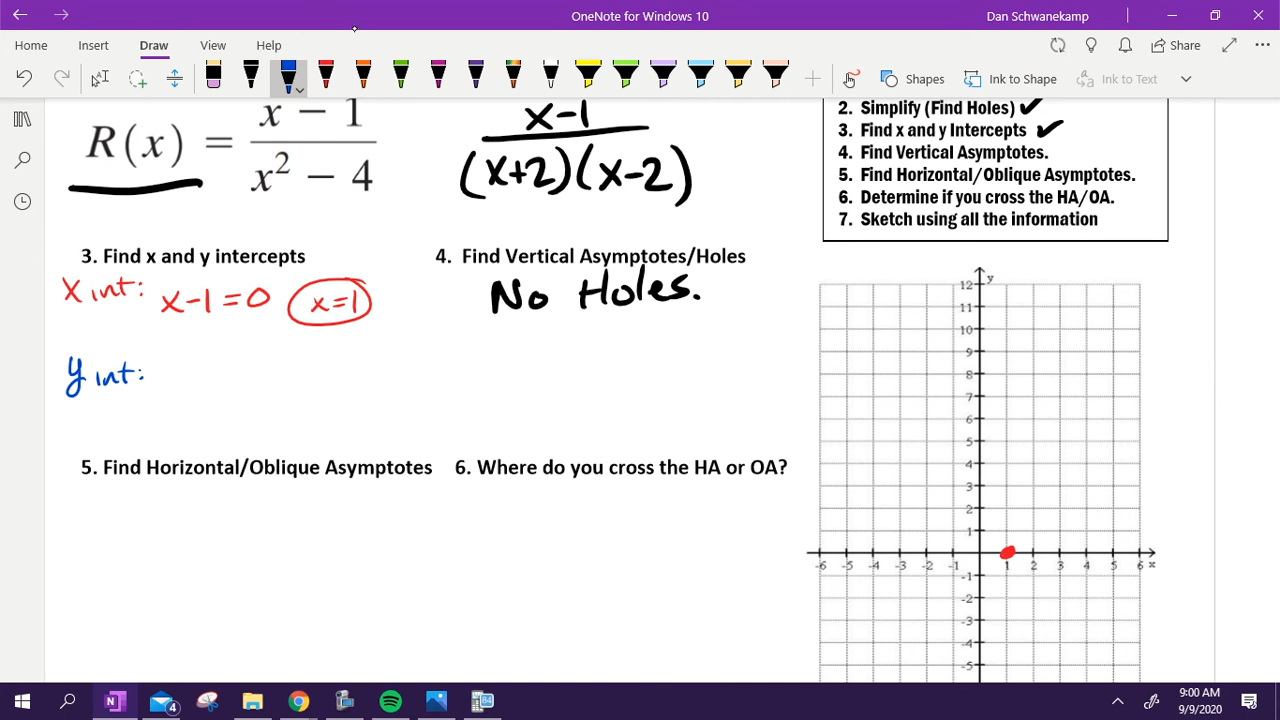 OneNote for Windows 10
Dan Schwanekamp
Home Insert Draw View Help
Share
Shapes
Ink to Shape
Ink to Text
R(x) = x − 1 / x² − 4
x-1
(x+2)(x-2)
2. Simplify (Find Holes) ✔
3. Find x and y Intercepts ✔
4. Find Vertical Asymptotes.
5. Find Horizontal/Oblique Asymptotes.
6. Determine if you cross the HA/OA.
7. Sketch using all the information
3. Find x and y intercepts
4. Find Vertical Asymptotes/Holes
X int: x-1=0 x=1
No Holes.
y int:
5. Find Horizontal/Oblique Asymptotes
6. Where do you cross the HA or OA?
y
12
11
10
9
8
7
6
5
4
3
2
1
-6 -5 -4 -3 -2 -1 1 2 3 4 5 6 x
-1
-2
-3
-4
-5
4
84
9:00 AM
9/9/2020